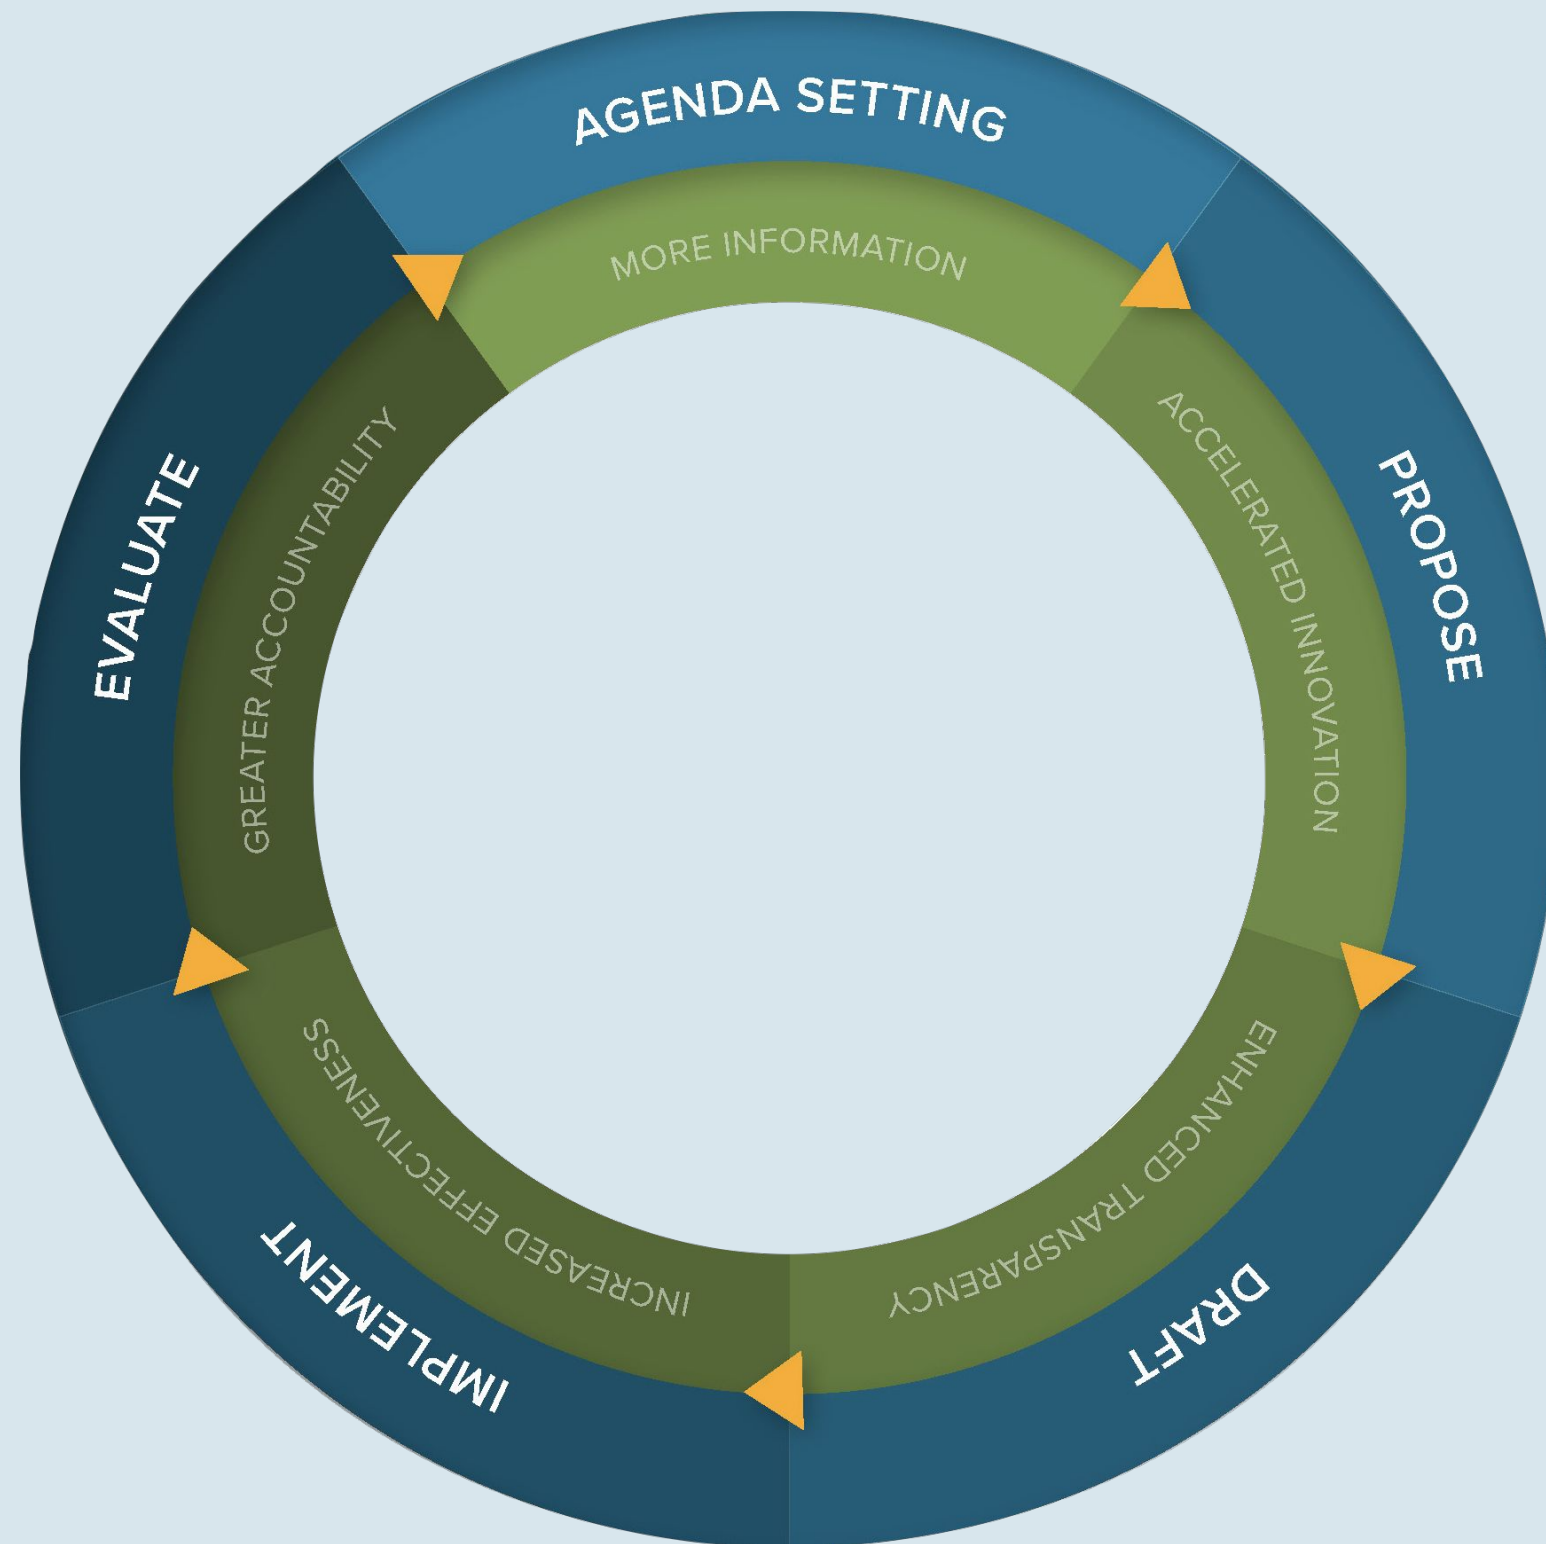 AGENDA SETTING
MORE INFORMATION
PROPOSE
ACCELERATED INNOVATION
DRAFT
ENHANCED TRANSPARENCY
IMPLEMENT
INCREASED EFFECTIVENESS
EVALUATE
GREATER ACCOUNTABILITY